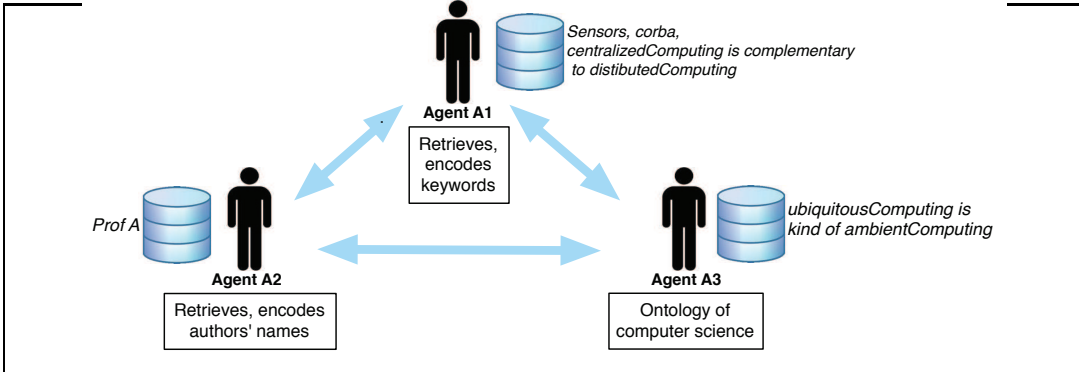 Sensors, corba,
centralizedComputing is complementary
to distibutedComputing
Agent A1
Retrieves,
encodes
keywords
Prof A
Agent A2
Retrieves, encodes
authors' names
ubiquitousComputing is
kind of ambientComputing
Agent A3
Ontology of
computer science